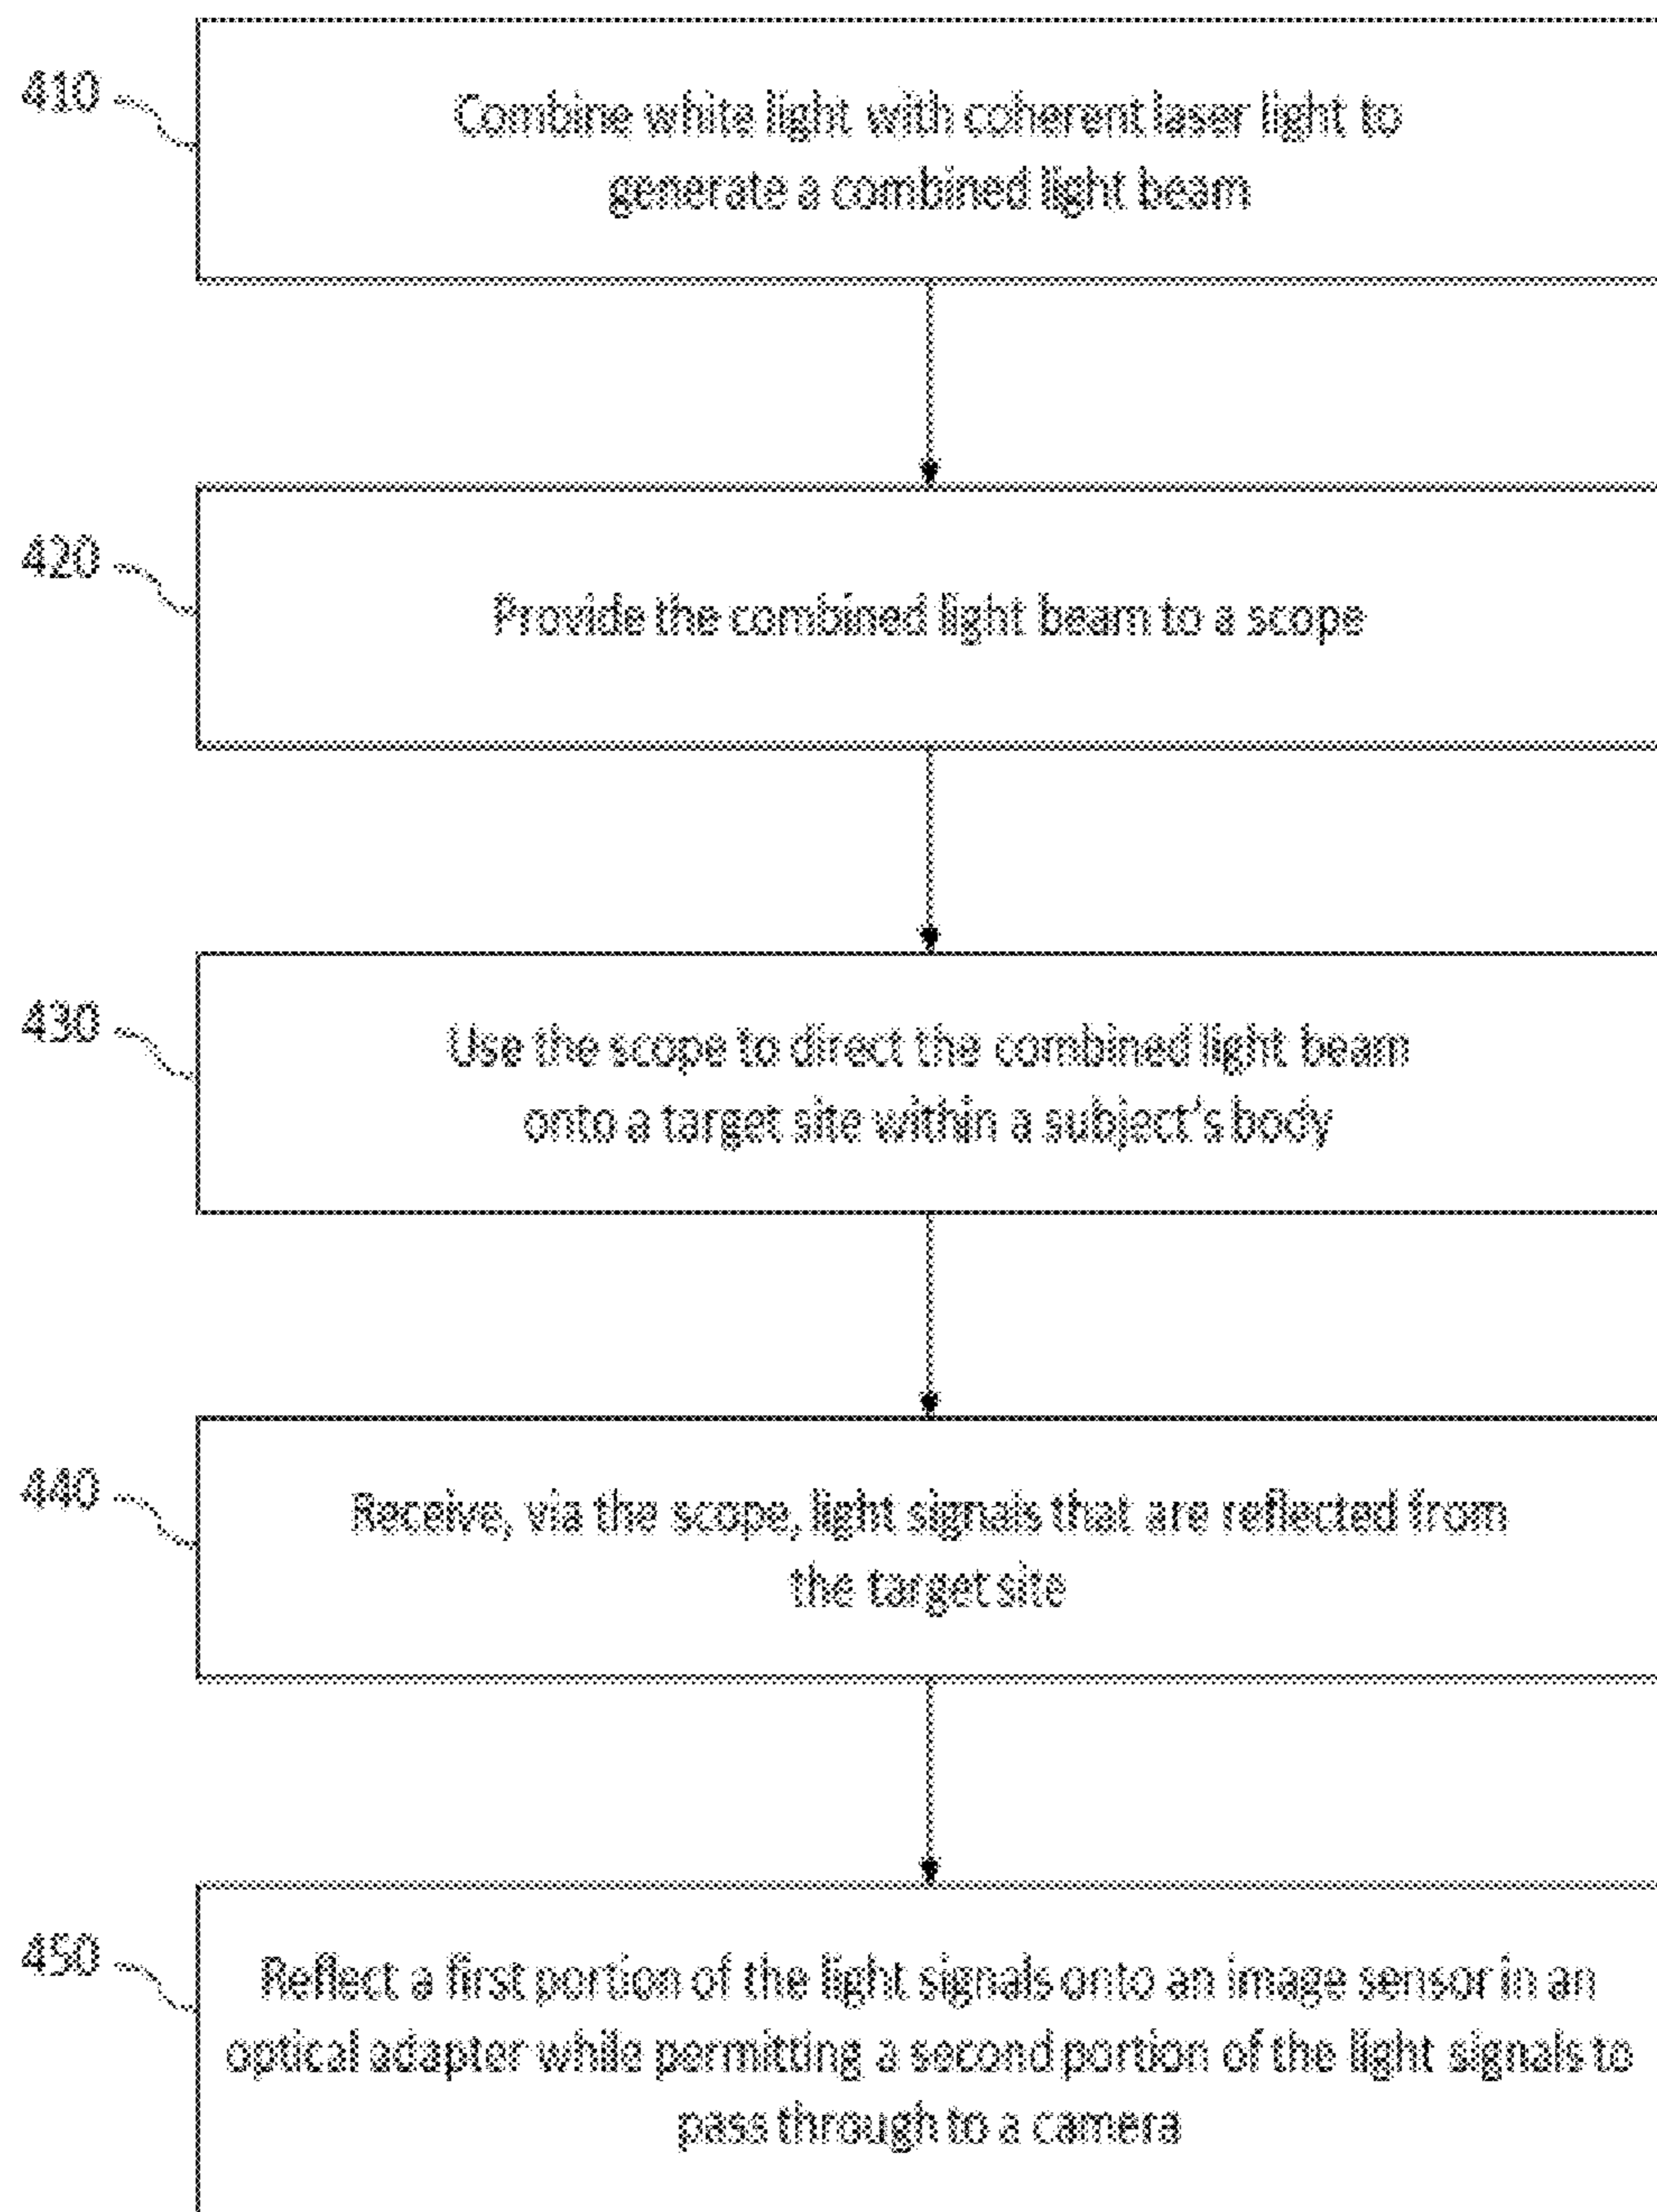 410
Combine white light with coherent laser light to
generate a combined light beam
420
Provide the combined light beam to a scope
430
Use the scope to direct the combined light beam
onto a target site within a subject's body
440
Receive, via the scope, light signals that are reflected from
the target site
450
Reflect a first portion of the light signals onto an image sensor in an
optical adapter while permitting a second portion of the light signals to
pass through to a camera